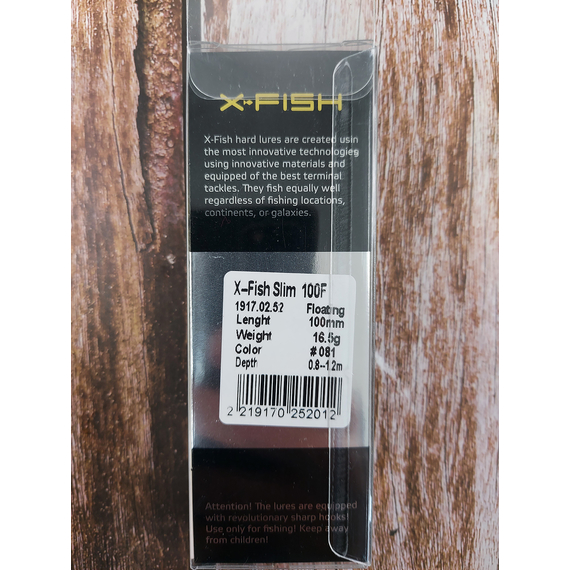 X-FISH
X-Fish hard lures are created usin
the most innovative technologies
using innovative materials and
equipped of the best terminal
tackles. They fish equally well
regardless of fishing locations,
continents, or galaxies.
X-Fish Slim 100F
1917.02.52 Floating
Lenght 100mm
Weight 16.5g
Color #081
Depth 0.8--1.2m
2 219170 252012
Attention! The lures are equipped
with revolutionary sharp hooks!
Use only for fishing! Keep away
from children!